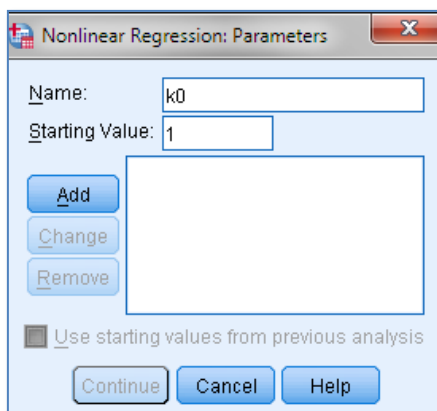 Nonlinear Regression: Parameters
Name: k0
Starting Value: 1
Add
Change
Remove
Use starting values from previous analysis
Continue Cancel Help